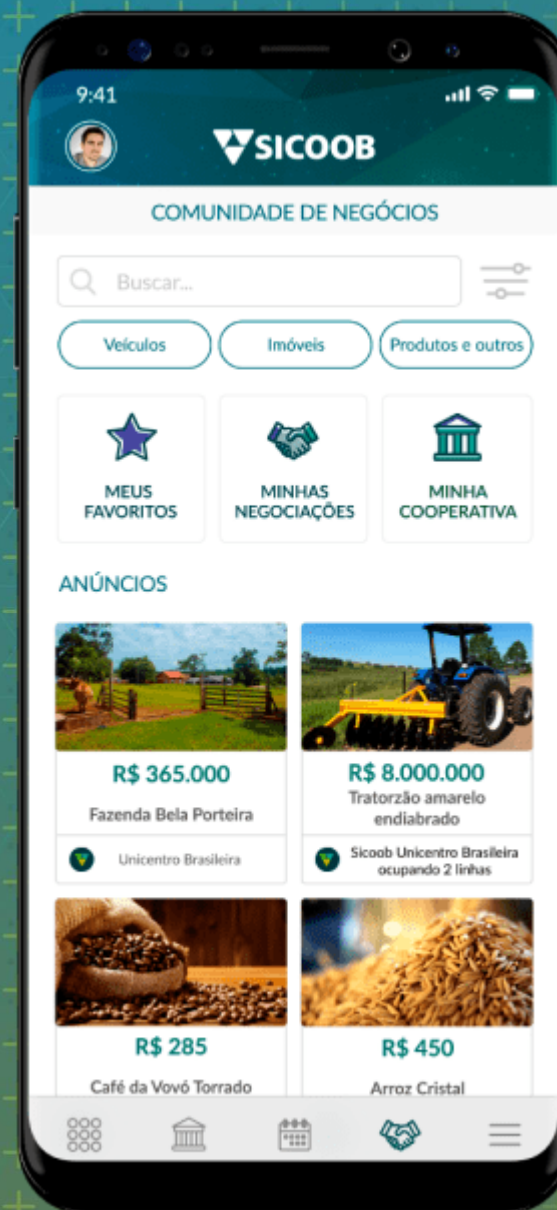 9:41
SICOOB
COMUNIDADE DE NEGÓCIOS
Buscar...
Veículos
Imóveis
Produtos e outros
MEUS
FAVORITOS
MINHAS
NEGOCIAÇÕES
MINHA
COOPERATIVA
ANÚNCIOS
R$ 365.000
Fazenda Bela Porteira
Unicentro Brasileira
R$ 8.000.000
Tratorzão amarelo
endiabrado
Sicoob Unicentro Brasileira
ocupando 2 linhas
R$ 285
Café da Vovó Torrado
R$ 450
Arroz Cristal